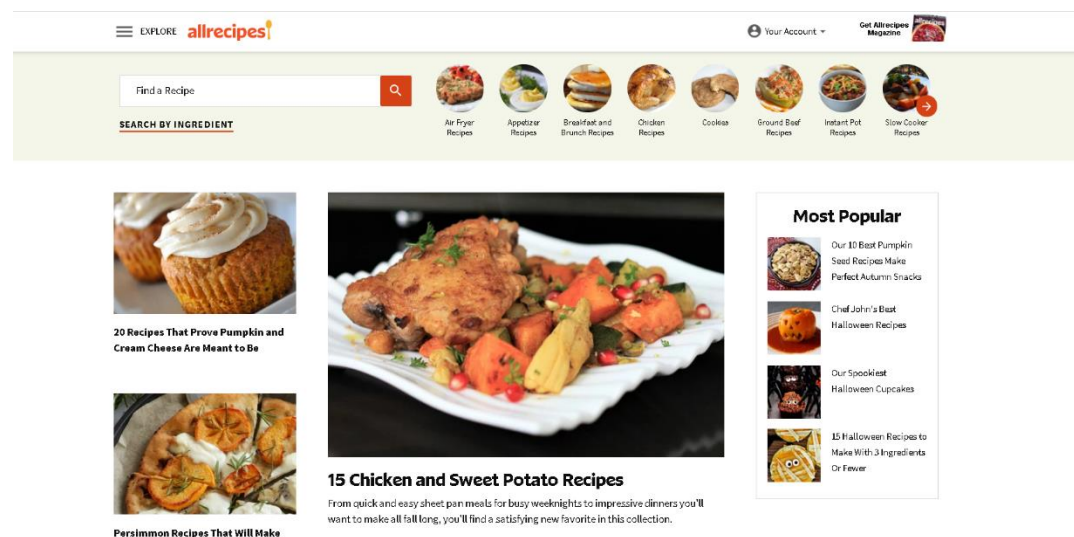 EXPLORE allrecipes
Your Account
Get Allrecipes
Magazine
Find a Recipe
SEARCH BY INGREDIENT
Air Fryer
Recipes
Appetizer
Recipes
Breakfast and
Brunch Recipes
Chicken
Recipes
Cookies
Ground Beef
Recipes
Instant Pot
Recipes
Slow Cooker
Recipes
20 Recipes That Prove Pumpkin and
Cream Cheese Are Meant to Be
Persimmon Recipes That Will Make
15 Chicken and Sweet Potato Recipes
From quick and easy sheet pan meals for busy weeknights to impressive dinners you'll
want to make all fall long, you'll find a satisfying new favorite in this collection.
Most Popular
Our 10 Best Pumpkin
Seed Recipes Make
Perfect Autumn Snacks
Chef John's Best
Halloween Recipes
Our Spookiest
Halloween Cupcakes
15 Halloween Recipes to
Make With 3 Ingredients
Or Fewer